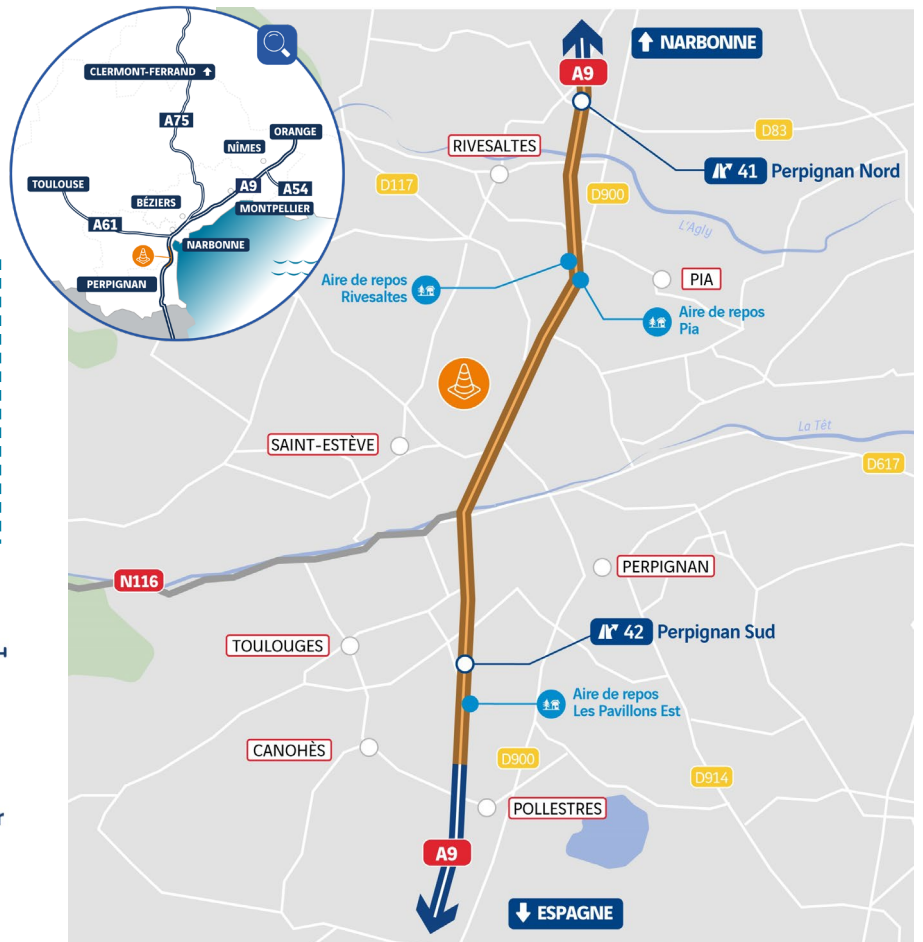 CLERMONT-FERRAND
A75
ORANGE
NÎMES
TOULOUSE
A9
A54
BÉZIERS
MONTPELLIER
A61
NARBONNE
PERPIGNAN
NARBONNE
A9
D83
RIVESALTES
41 Perpignan Nord
D117
D900
L'Agly
Aire de repos
Rivesaltes
PIA
Aire de repos
Pia
La Têt
SAINT-ESTÈVE
D617
N116
PERPIGNAN
42 Perpignan Sud
TOULOUGES
Aire de repos
Les Pavillons Est
CANOHÈS
D900
D914
POLLESTRES
A9
ESPAGNE